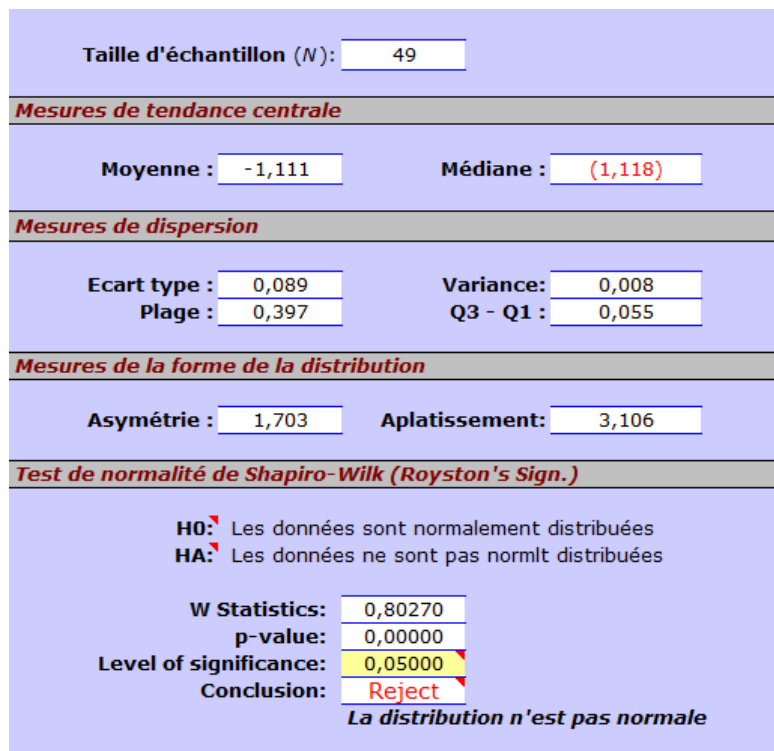 Taille d'échantillon (N): 49
Mesures de tendance centrale
Moyenne : -1,111 Médiane : (1,118)
Mesures de dispersion
Ecart type : 0,089 Variance: 0,008
Plage : 0,397 Q3 - Q1 : 0,055
Mesures de la forme de la distribution
Asymétrie : 1,703 Aplatissement: 3,106
Test de normalité de Shapiro-Wilk (Royston's Sign.)
H0: Les données sont normalement distribuées
HA: Les données ne sont pas normlt distribuées
W Statistics: 0,80270
p-value: 0,00000
Level of significance: 0,05000
Conclusion: Reject
La distribution n'est pas normale